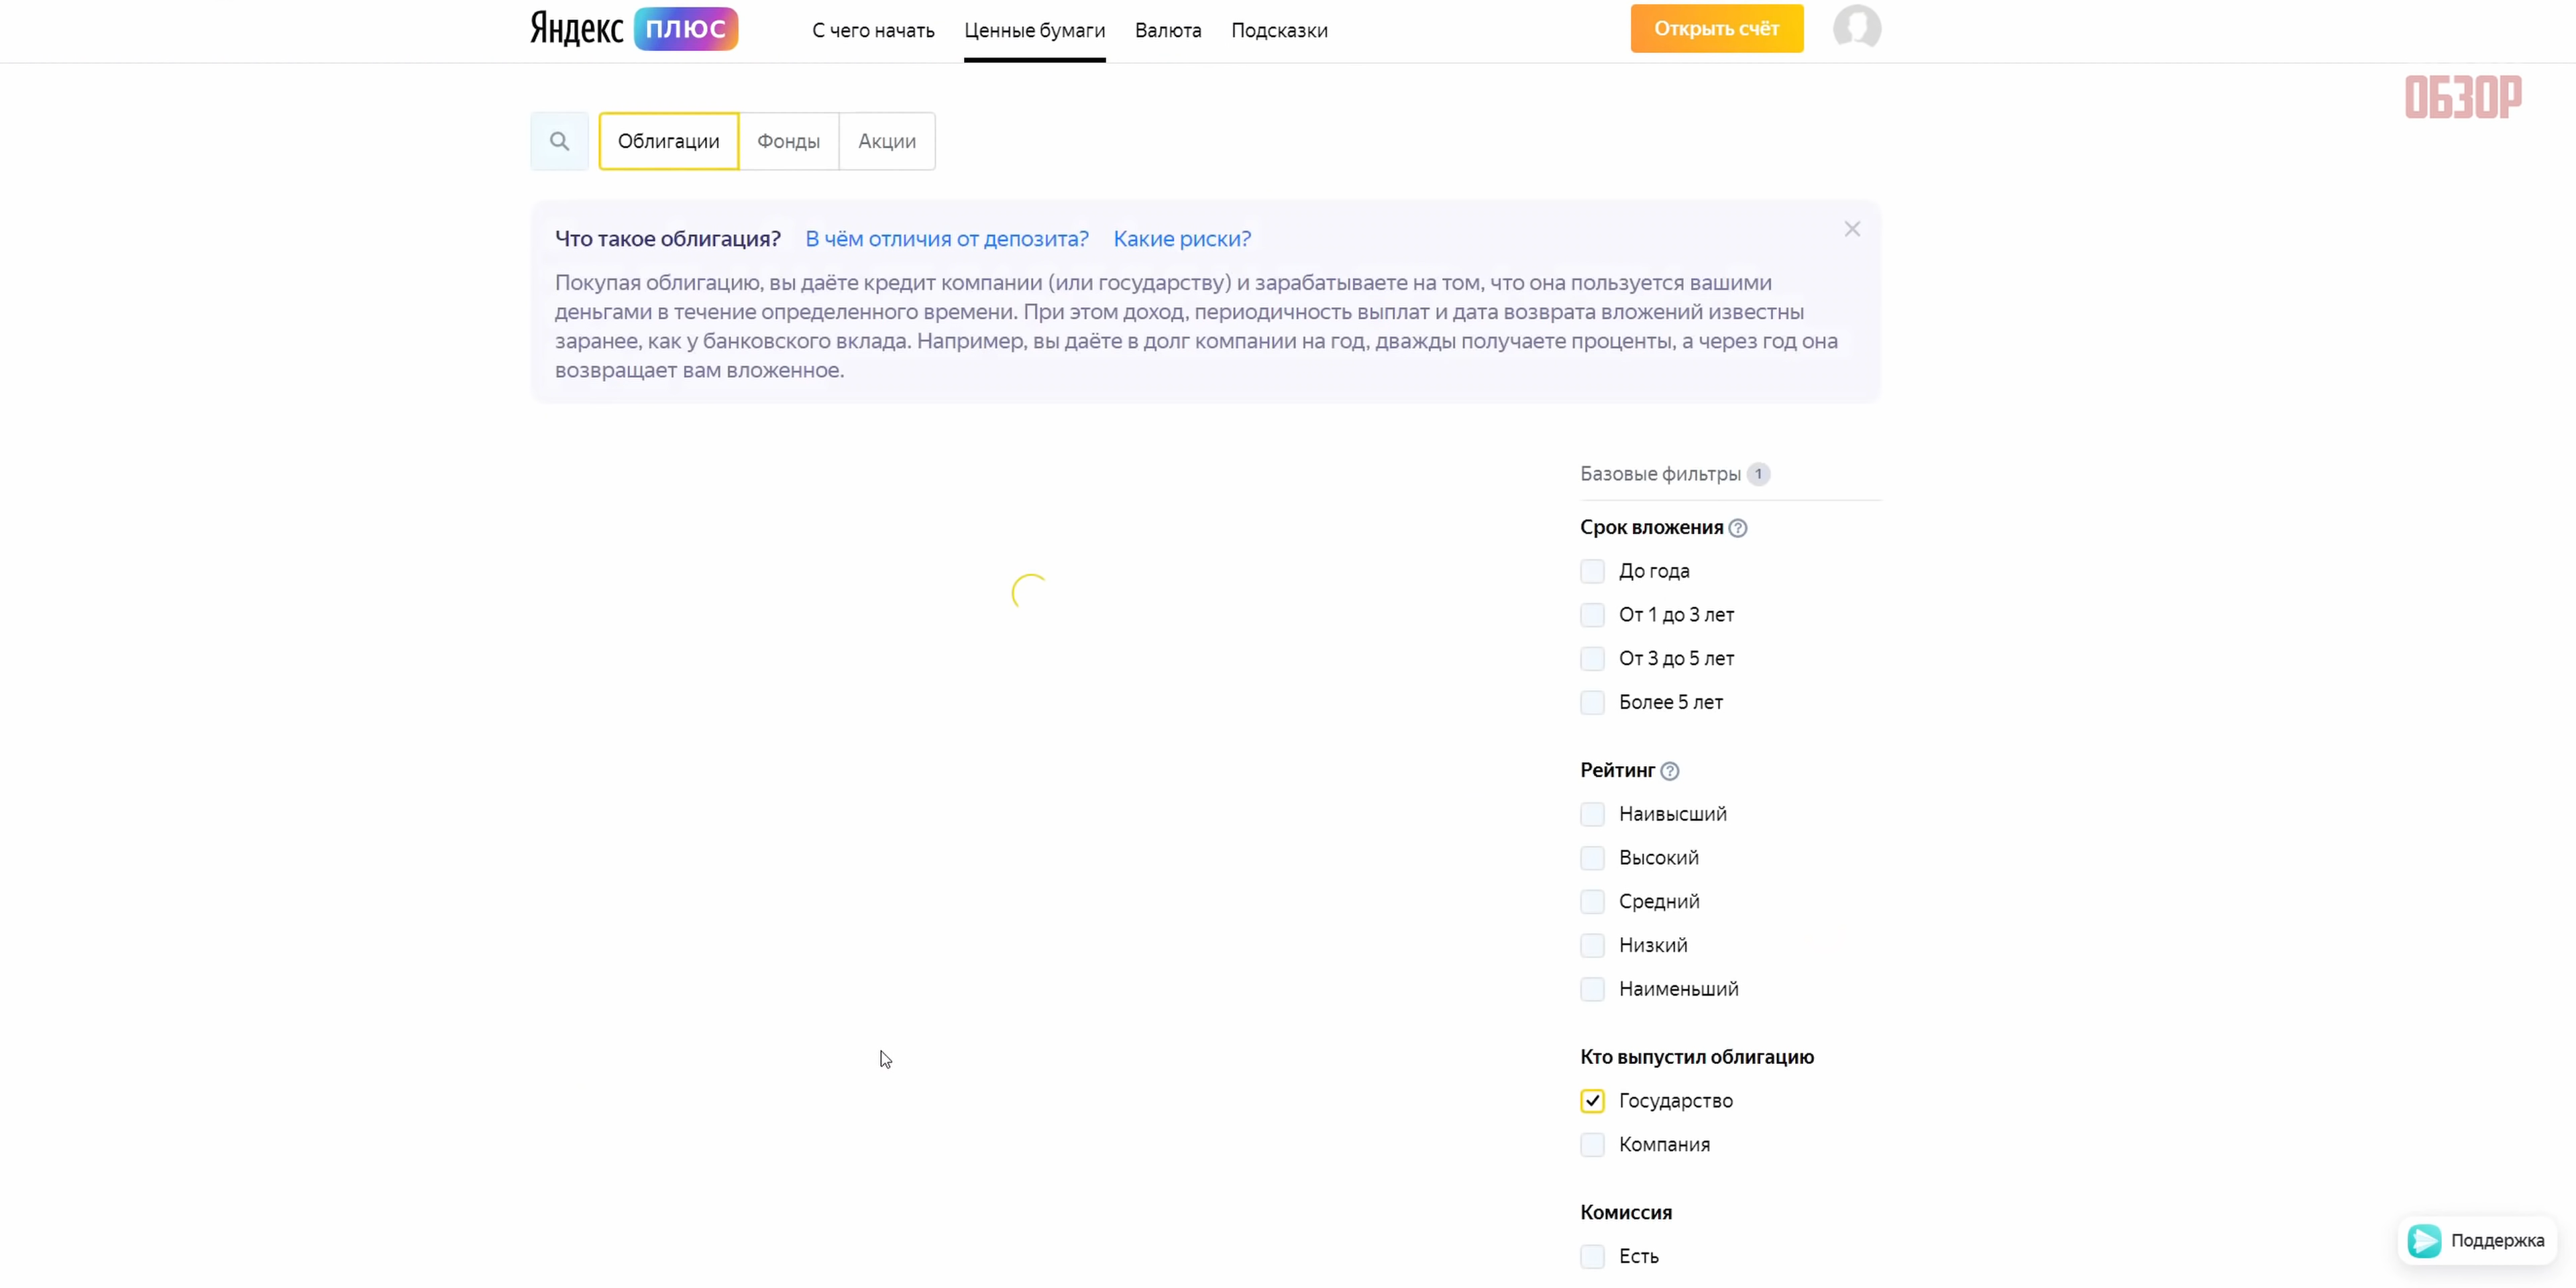 Яндекс плюс
С чего начать Ценные бумаги Валюта Подсказки
Открыть счёт
ОБЗОР
Облигации Фонды Акции
Что такое облигация? В чём отличия от депозита? Какие риски?
Покупая облигацию, вы даёте кредит компании (или государству) и зарабатываете на том, что она пользуется вашими
деньгами в течение определенного времени. При этом доход, периодичность выплат и дата возврата вложений известны
заранее, как у банковского вклада. Например, вы даёте в долг компании на год, дважды получаете проценты, а через год она
возвращает вам вложенное.
Базовые фильтры 1
Срок вложения ?
До года
От 1 до 3 лет
От 3 до 5 лет
Более 5 лет
Рейтинг ?
Наивысший
Высокий
Средний
Низкий
Наименьший
Кто выпустил облигацию
Государство
Компания
Комиссия
Есть
Поддержка